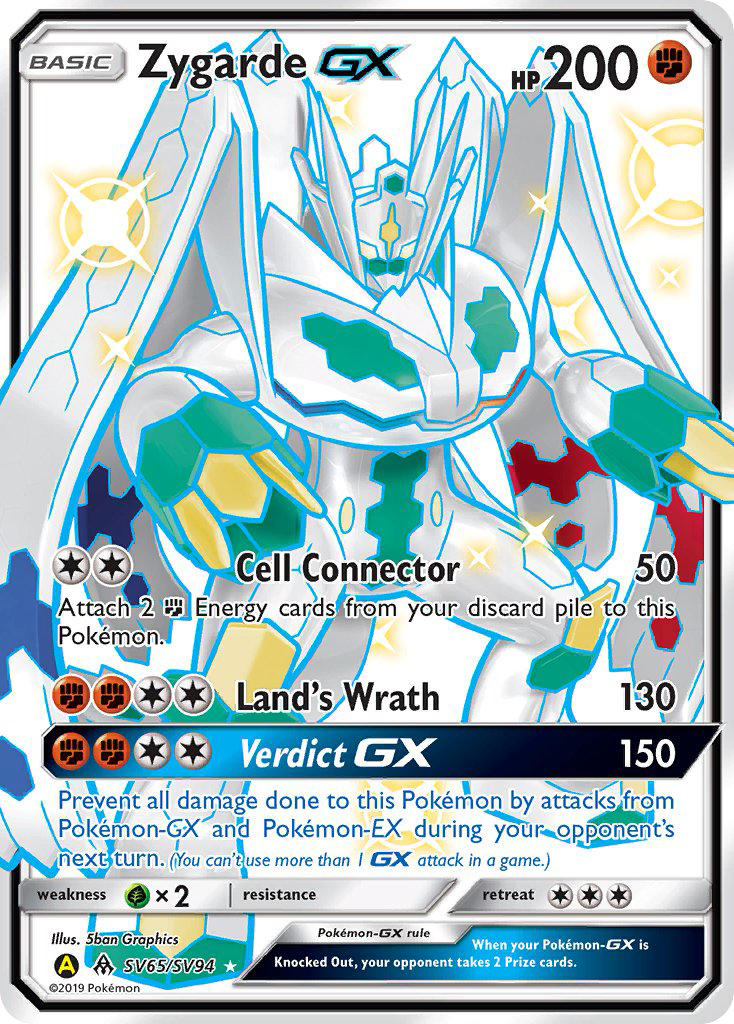 BASIC Zygarde GX HP 200
Cell Connector 50
Attach 2 Energy cards from your discard pile to this
Pokémon.
Land's Wrath 130
Verdict GX 150
Prevent all damage done to this Pokémon by attacks from
Pokémon-GX and Pokémon-EX during your opponent's
next turn. (You can't use more than 1 GX attack in a game.)
weakness ×2 resistance retreat
Illus. 5ban Graphics
Pokémon-GX rule
When your Pokémon-GX is
Knocked Out, your opponent takes 2 Prize cards.
A SV65/SV94
©2019 Pokémon